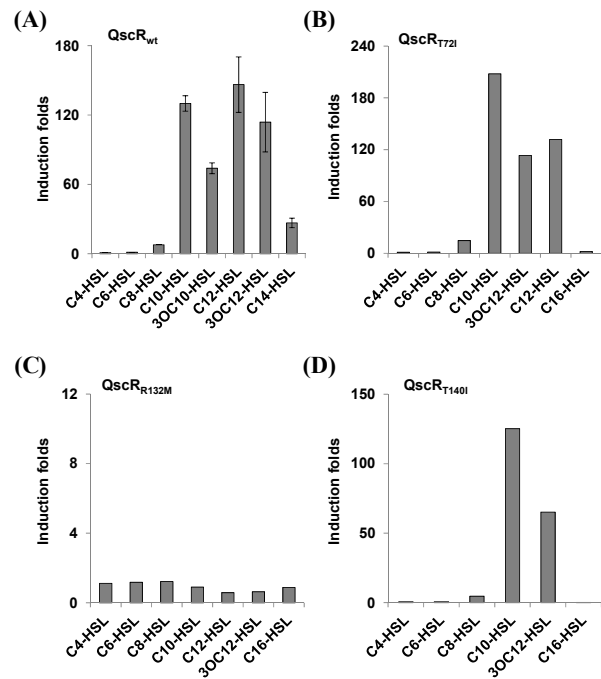 (A)
QscRwt
Induction folds
180
120
60
0
C4-HSL
C6-HSL
C8-HSL
C10-HSL
3OC10-HSL
C12-HSL
3OC12-HSL
C14-HSL
(B)
QscRT72I
Induction folds
240
180
120
60
0
C4-HSL
C6-HSL
C8-HSL
C10-HSL
3OC12-HSL
C12-HSL
C16-HSL
(C)
QscRR132M
Induction folds
12
8
4
0
C4-HSL
C6-HSL
C8-HSL
C10-HSL
C12-HSL
3OC12-HSL
C16-HSL
(D)
QscRT140I
Induction folds
150
100
50
0
C4-HSL
C6-HSL
C8-HSL
C10-HSL
3OC12-HSL
C16-HSL